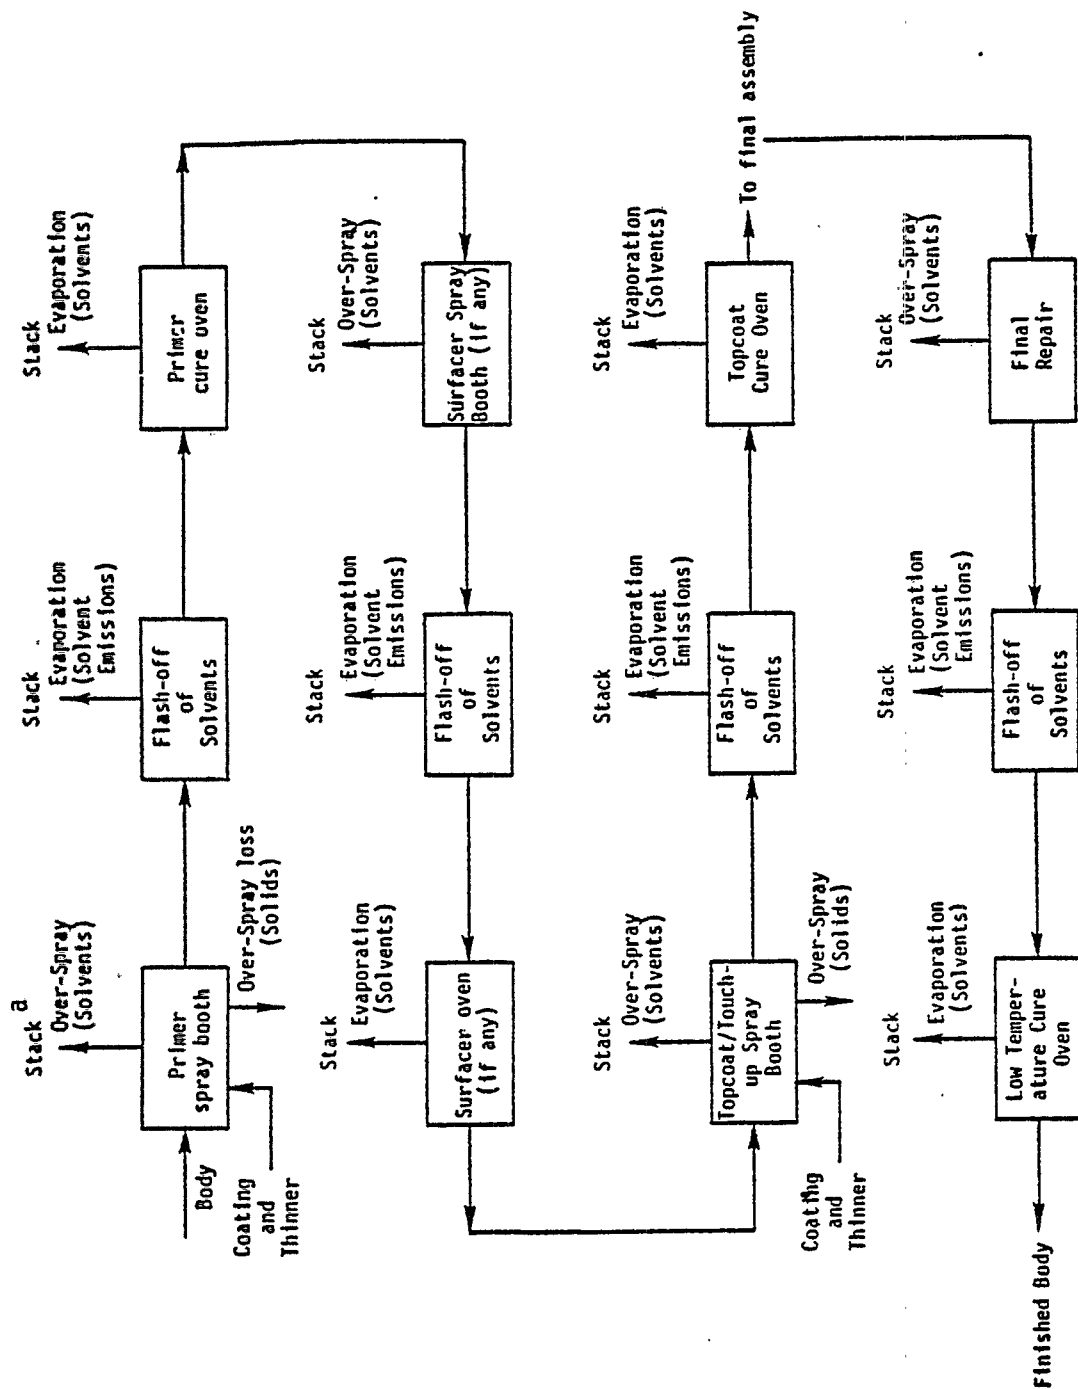 Stack a
Over-Spray
(Solvents)
Primer
spray booth
Body
Coating
and
Thinner
Over-Spray loss
(Solids)
Stack
Evaporation
(Solvent
Emissions)
Flash-off
of
Solvents
Stack
Evaporation
(Solvents)
Primer
cure oven
Stack
Over-Spray
(Solvents)
Surfacer Spray
Booth (if any)
Stack
Evaporation
(Solvent
Emissions)
Flash-off
of
Solvents
Stack
Evaporation
(Solvents)
Surfacer oven
(if any)
Stack
Over-Spray
(Solvents)
Topcoat/Touch-
up Spray
Booth
Coating
and
Thinner
Over-Spray
(Solids)
Stack
Evaporation
(Solvent
Emissions)
Flash-off
of
Solvents
Stack
Evaporation
(Solvents)
Topcoat
Cure Oven
To final assembly
Stack
Over-Spray
(Solvents)
Final
Repair
Stack
Evaporation
(Solvent
Emissions)
Flash-off
of
Solvents
Stack
Evaporation
(Solvents)
Low Temper-
ature Cure
Oven
Finished Body